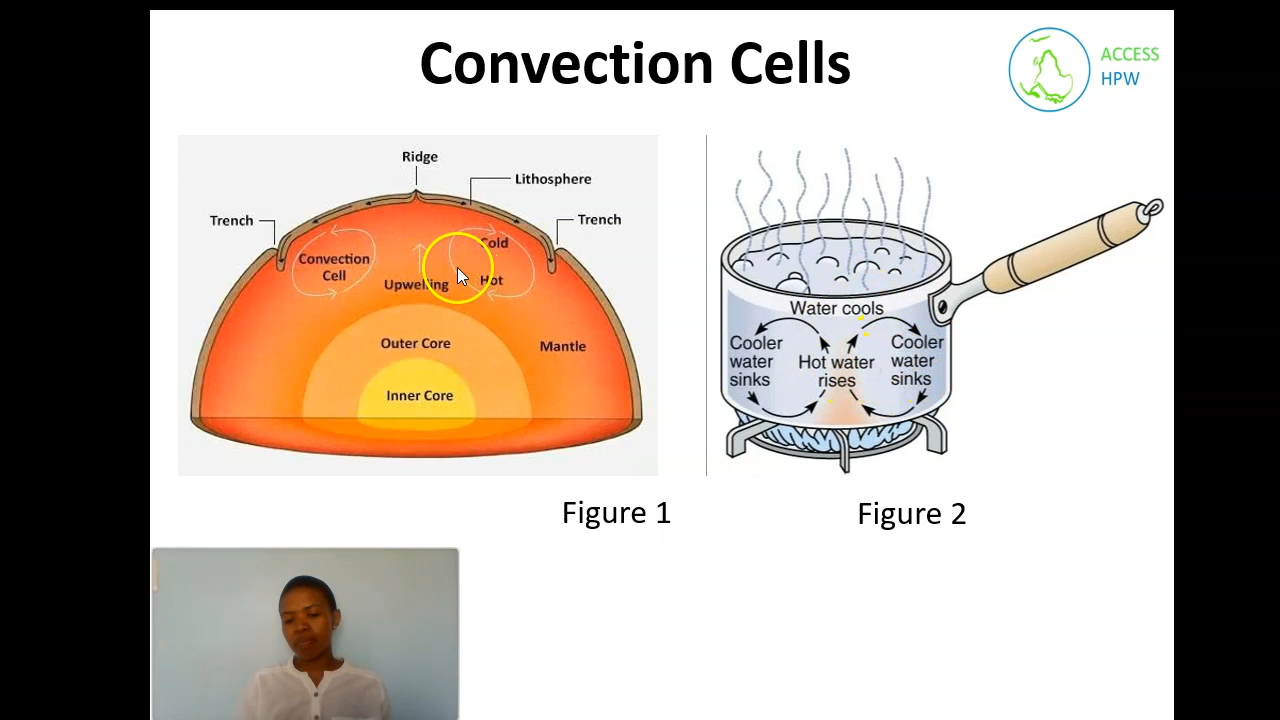 Convection Cells
ACCESS
HPW
Ridge
Lithosphere
Trench
Trench
Convection
Cell
Cold
Hot
Upwelling
Outer Core
Mantle
Inner Core
Water cools
Cooler
water
sinks
Hot water
rises
Cooler
water
sinks
Figure 1
Figure 2